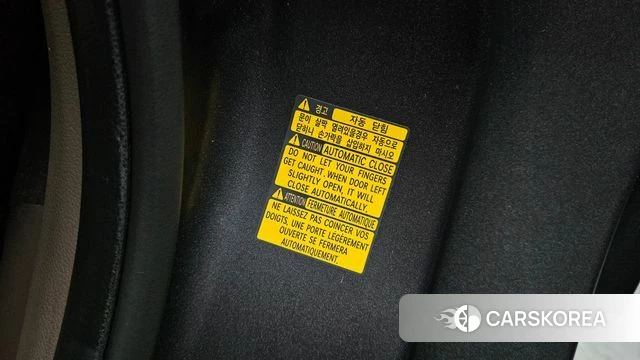 경고 자동 닫힘
문이 살짝 열려있을경우 자동으로
닫히니 손가락을 삽입하지 마시오
CAUTION AUTOMATIC CLOSE
DO NOT LET YOUR FINGERS
GET CAUGHT. WHEN DOOR LEFT
SLIGHTLY OPEN, IT WILL
CLOSE AUTOMATICALLY.
ATTENTION FERMETURE AUTOMATIQUE
NE LAISSEZ PAS COINCER VOS
DOIGTS, UNE PORTE LÉGÈREMENT
OUVERTE SE FERMERA
AUTOMATIQUEMENT.
CARSKOREA